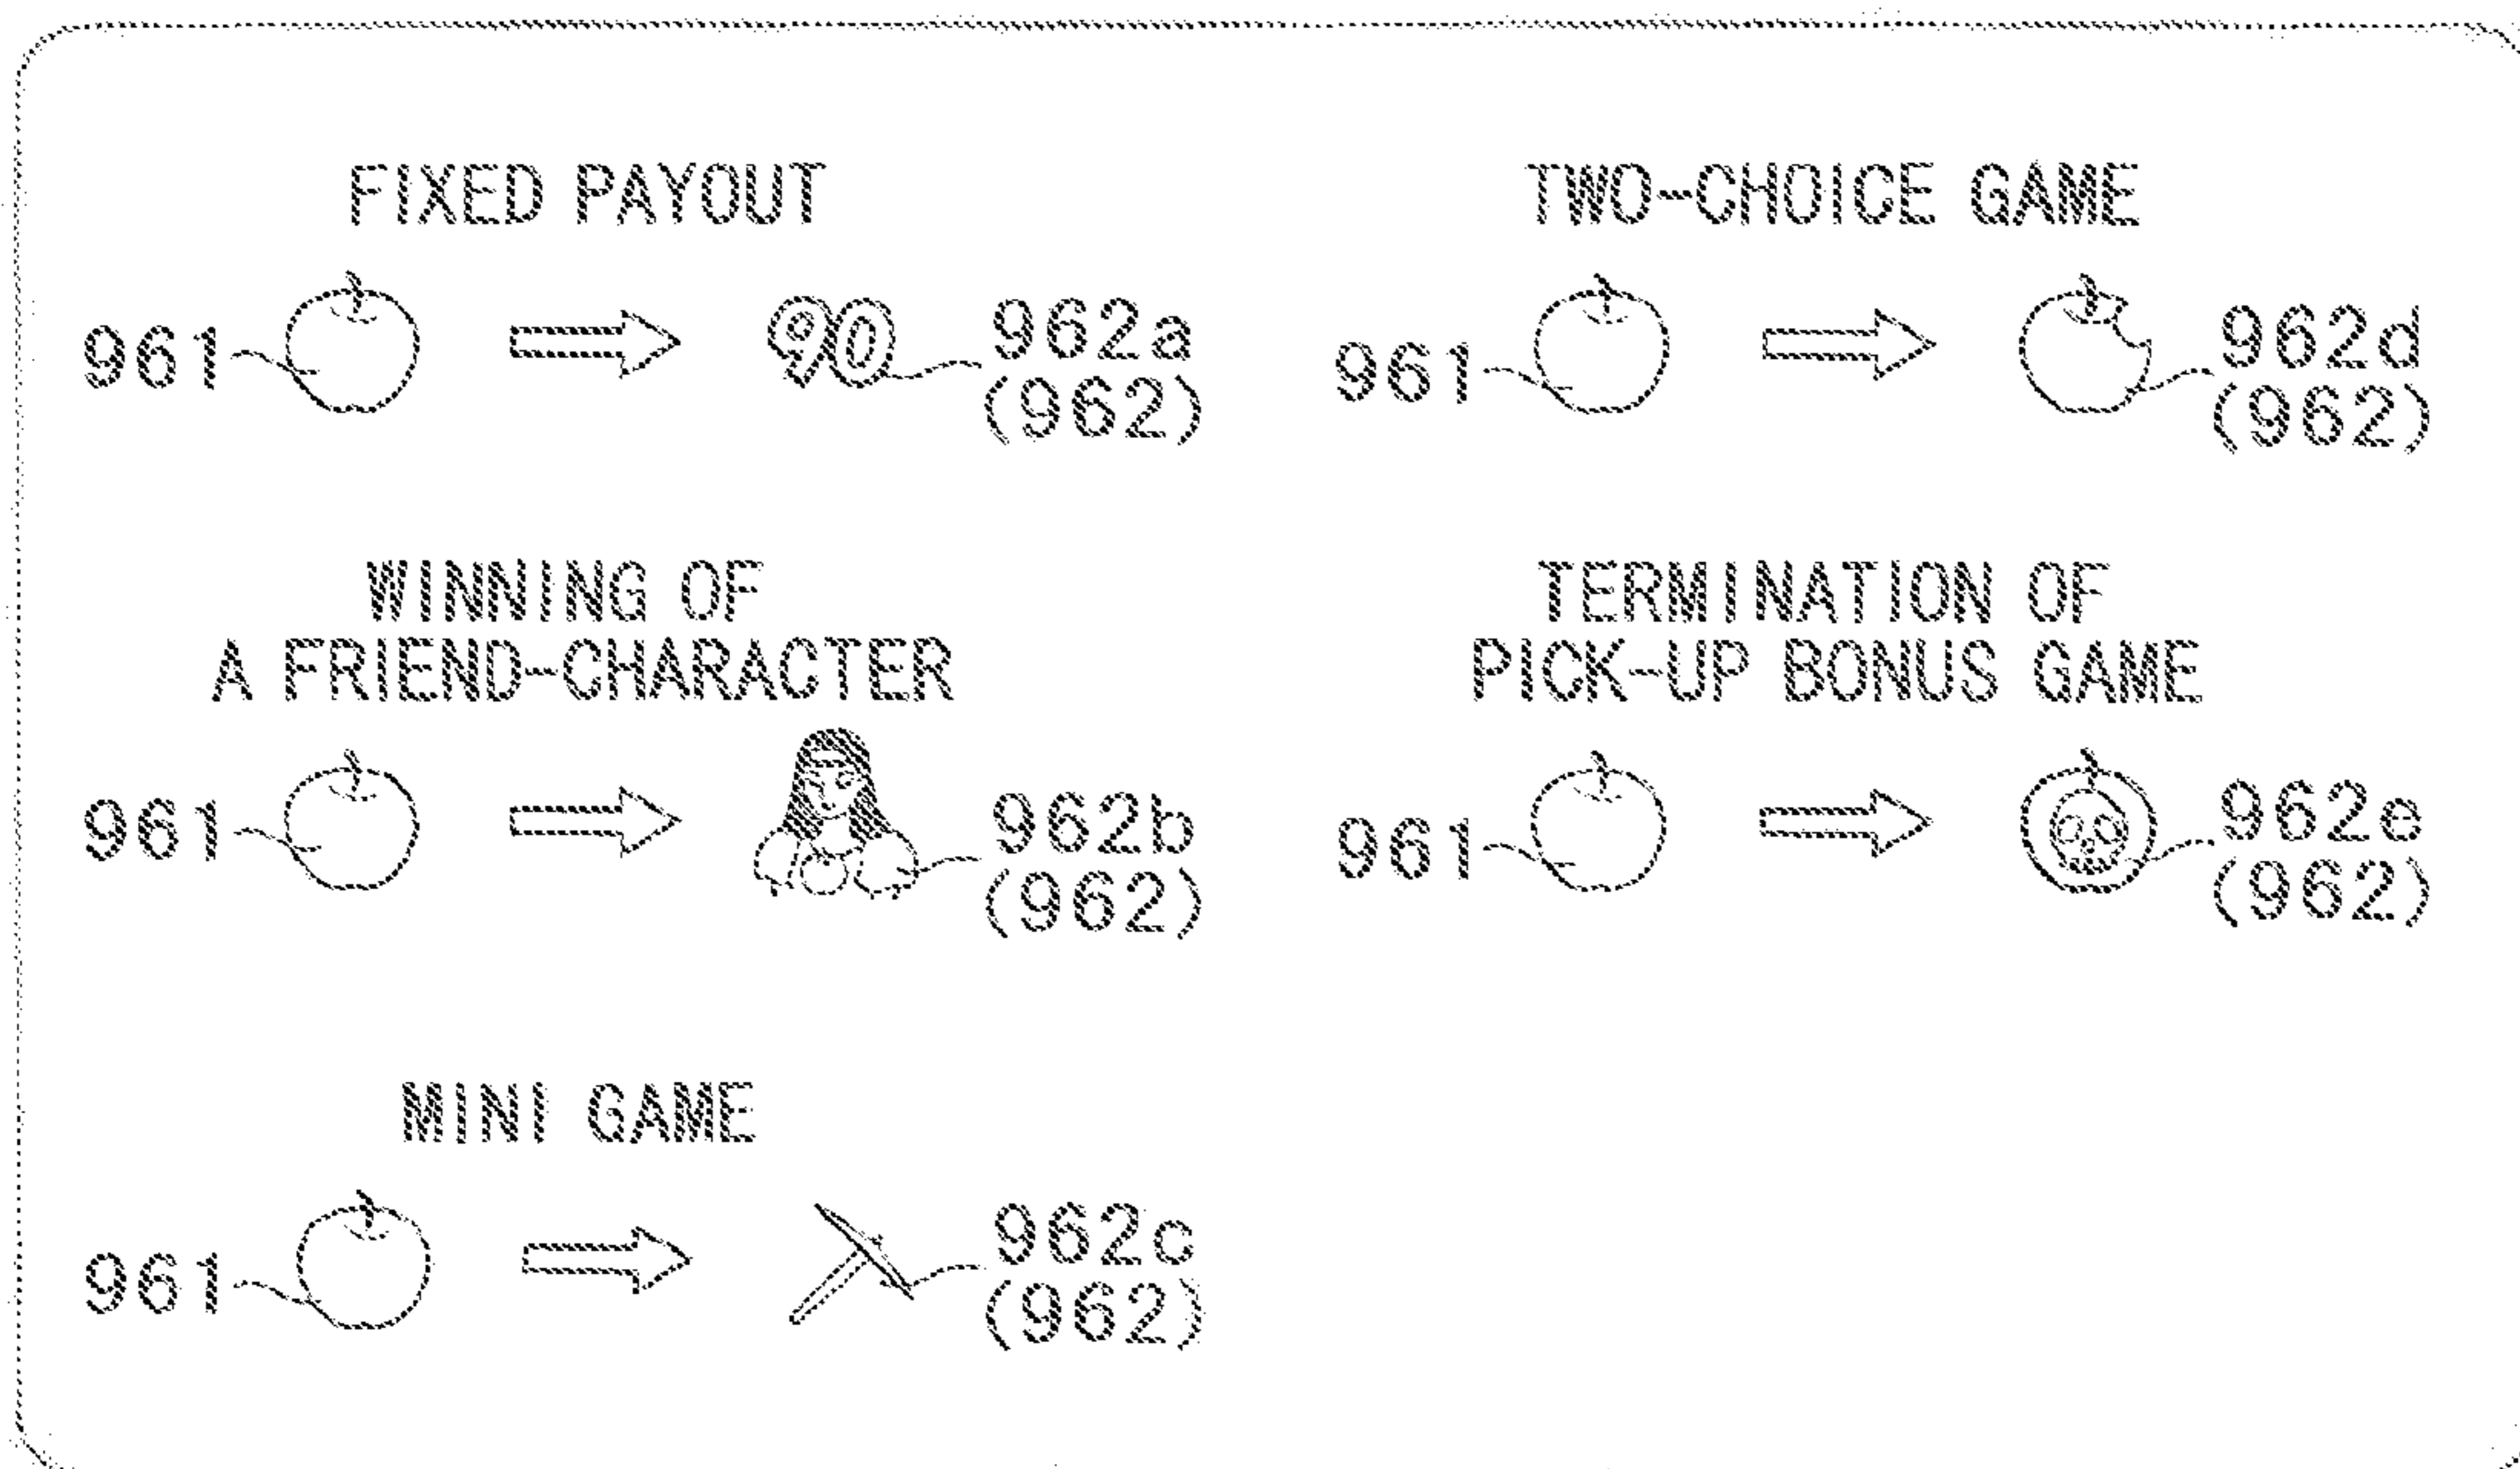 FIXED PAYOUT
961
90
962a
(962)
TWO-CHOICE GAME
961
962d
(962)
WINNING OF
A FRIEND-CHARACTER
961
962b
(962)
TERMINATION OF
PICK-UP BONUS GAME
961
962e
(962)
MINI GAME
961
962c
(962)